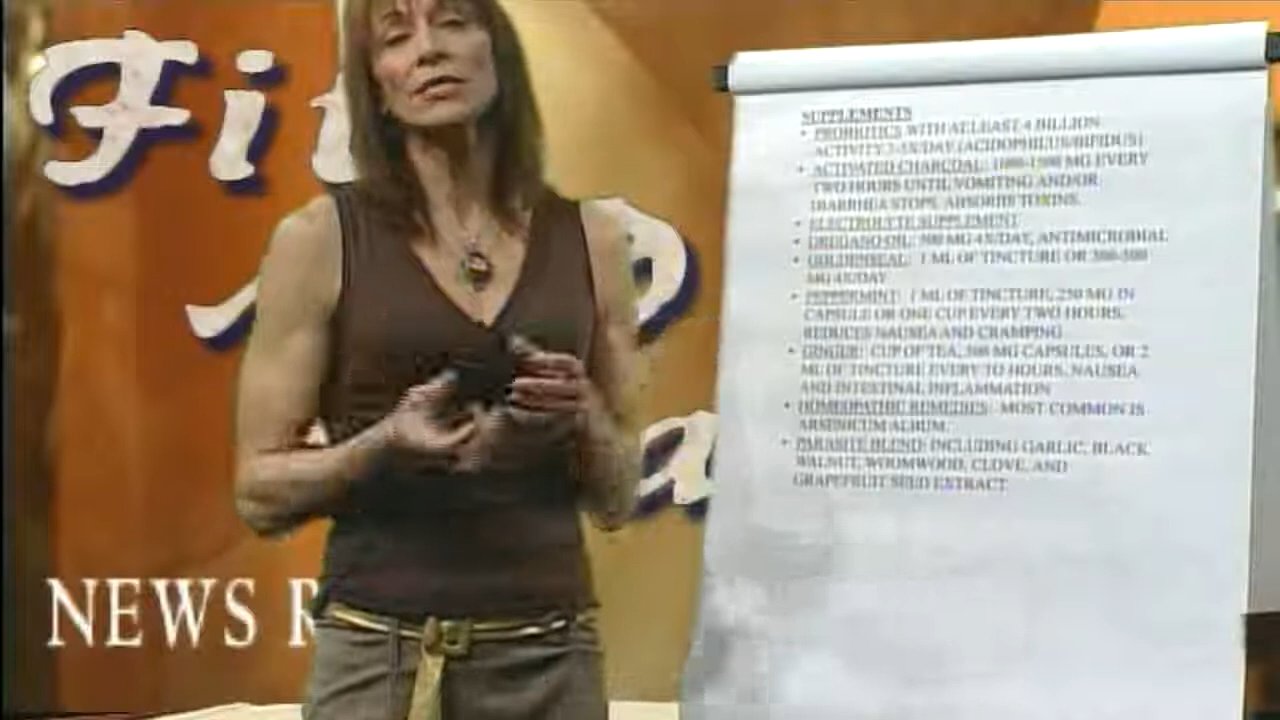 Fi
NEWS R
SUPPLEMENTS
• PROBIOTICS WITH AT LEAST 4 BILLION
ACTIVITY 2-3X/DAY (ACIDOPHILUS/BIFIDUS)
• ACTIVATED CHARCOAL: 1000-1500 MG EVERY
TWO HOURS UNTIL VOMITING AND/OR
DIARRHEA STOPS. ABSORBS TOXINS.
• ELECTROLYTE SUPPLEMENT
• OREGANO OIL: 500 MG 4X/DAY, ANTIMICROBIAL
• GOLDENSEAL: 1 ML OF TINCTURE OR 300-500
MG 4X/DAY
• PEPPERMINT: 1 ML OF TINCTURE, 250 MG IN
CAPSULE OR ONE CUP EVERY TWO HOURS.
REDUCES NAUSEA AND CRAMPING
• GINGER: CUP OF TEA, 500 MG CAPSULES, OR 2
ML OF TINCTURE EVERY TO HOURS. NAUSEA
AND INTESTINAL INFLAMMATION
• HOMEOPATHIC REMEDIES: MOST COMMON IS
ARSENICUM ALBUM.
• PARASITE BLEND: INCLUDING GARLIC, BLACK
WALNUT, WOOMWOOD, CLOVE, AND
GRAPEFRUIT SEED EXTRACT